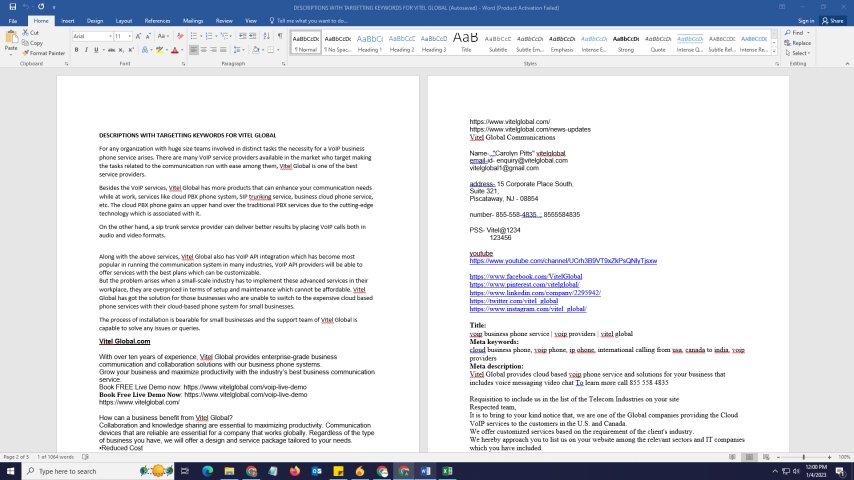 DESCRIPTIONS WITH TARGETTING KEYWORDS FOR VITEL GLOBAL (Autosaved) - Word (Product Activation Failed)
File Home Insert Design Layout References Mailings Review View Tell me what you want to do... Sign in Share
Cut
Copy
Format Painter
Paste
Clipboard
Arial 11
Font
Paragraph
AaBbCcDc AaBbCcDc AaBbCc AaBbCcC AaBbCcD AaB AaBbCcD AaBbCcDt AaBbCcDt AaBbCcDt AaBbCcDc AaBbCcDt AaBbCcDt AABBCCDC AABBCCDC
¶ Normal ¶ No Spac... Heading 1 Heading 2 Heading 3 Title Subtitle Subtle Em... Emphasis Intense E... Strong Quote Intense Q... Subtle Ref... Intense Re...
Styles
Find
Replace
Select
Editing
DESCRIPTIONS WITH TARGETTING KEYWORDS FOR VITEL GLOBAL
For any organization with huge size teams involved in distinct tasks the necessity for a VoIP business
phone service arises. There are many VoIP service providers available in the market who target making
the tasks related to the communication run with ease among them, Vitel Global is one of the best
service providers.
Besides the VoIP services, Vitel Global has more products that can enhance your communication needs
while at work, services like cloud PBX phone system, SIP trunking service, business cloud phone service,
etc. The cloud PBX phone gains an upper hand over the traditional PBX services due to the cutting-edge
technology which is associated with it.
On the other hand, a sip trunk service provider can deliver better results by placing VoIP calls both in
audio and video formats.
Along with the above services, Vitel Global also has VoIP API integration which has become most
popular in running the communication system in many industries, VoIP API providers will be able to
offer services with the best plans which can be customizable.
But the problem arises when a small-scale industry has to implement these advanced services in their
workplace, they are overpriced in terms of setup and maintenance which cannot be affordable. Vitel
Global has got the solution for those businesses who are unable to switch to the expensive cloud based
phone services with their cloud-based phone system for small businesses.
The process of installation is bearable for small businesses and the support team of Vitel Global is
capable to solve any issues or queries.
Vitel Global.com
With over ten years of experience, Vitel Global provides enterprise-grade business
communication and collaboration solutions with our business phone systems.
Grow your business and maximize productivity with the industry's best business communication
service.
Book FREE Live Demo now: https://www.vitelglobal.com/voip-live-demo
Book Free Live Demo Now: https://www.vitelglobal.com/voip-live-demo
https://www.vitelglobal.com/
How can a business benefit from Vitel Global?
Collaboration and knowledge sharing are essential to maximizing productivity. Communication
devices that are reliable are essential for a company that works globally. Regardless of the
type of business you have, we will offer a design and service package tailored to your needs.
•Reduced Cost
https://www.vitelglobal.com/
https://www.vitelglobal.com/news-updates
Vitel Global Communications
Name-  "Carolyn Pitts" vitelglobal
email-id- enquiry@vitelglobal.com
vitelglobal1@gmail.com
address- 15 Corporate Place South,
Suite 321,
Piscataway, NJ - 08854
number- 855-558-4835 .. 8555584835
PSS- Vitel@1234
123456
youtube
https://www.youtube.com/channel/UCrh3B9VT9xZkPsQNlyTjsxw
https://www.facebook.com/VitelGlobal
https://www.pinterest.com/vitelglobal/
https://www.linkedin.com/company/2295942/
https://twitter.com/vitel_global
https://www.instagram.com/vitel_global/
Title:
voip business phone service | voip providers | vitel global
Meta keywords:
cloud business phone, voip phone, ip phone, international calling from usa, canada to india, voip
providers
Meta description:
Vitel Global provides cloud based voip phone service and solutions for your business that
includes voice messaging video chat To learn more call 855 558 4835
Requisition to include us in the list of the Telecom Industries on your site
Respected team,
It is to bring to your kind notice that, we are one of the Global companies providing the Cloud
VoIP services to the customers in the U.S. and Canada.
We offer customized services based on the requirement of the client's industry.
We hereby approach you to list us on your website among the relevant sectors and IT companies
which you have included.
Page 2 of 5 1 of 1064 words 100%
Type here to search
12:00 PM
1/4/2023